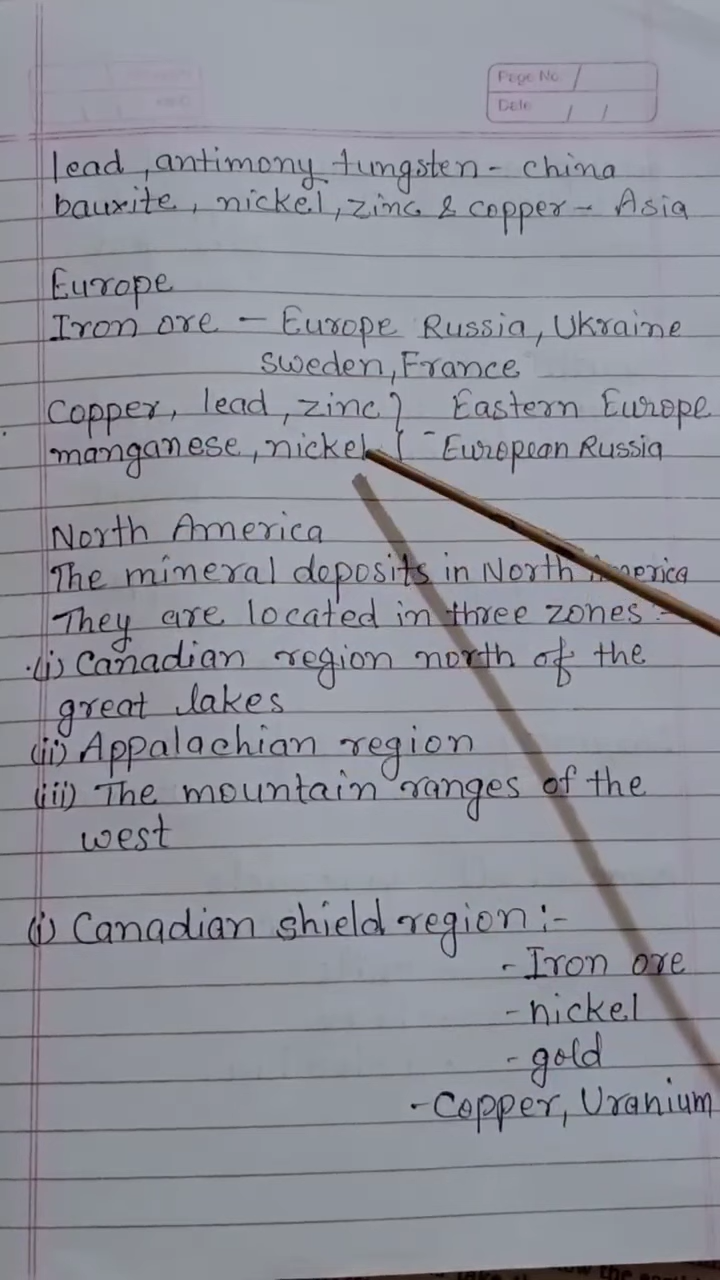 Page No. /
Date / /
lead, antimony, tungsten - china
bauxite, nickel, zinc & copper - Asia
Europe
Iron ore - Europe Russia, Ukraine
sweden, France
Copper, lead, zinc } Eastern Europe
manganese, nickel - European Russia
North America
The mineral deposits in North America
They are located in three zones :-
(i) Canadian region north of the
great lakes
(ii) Appalachian region
(iii) The mountain ranges of the
west
(i) Canadian shield region :-
- Iron ore
- nickel
- gold
- Copper, Uranium